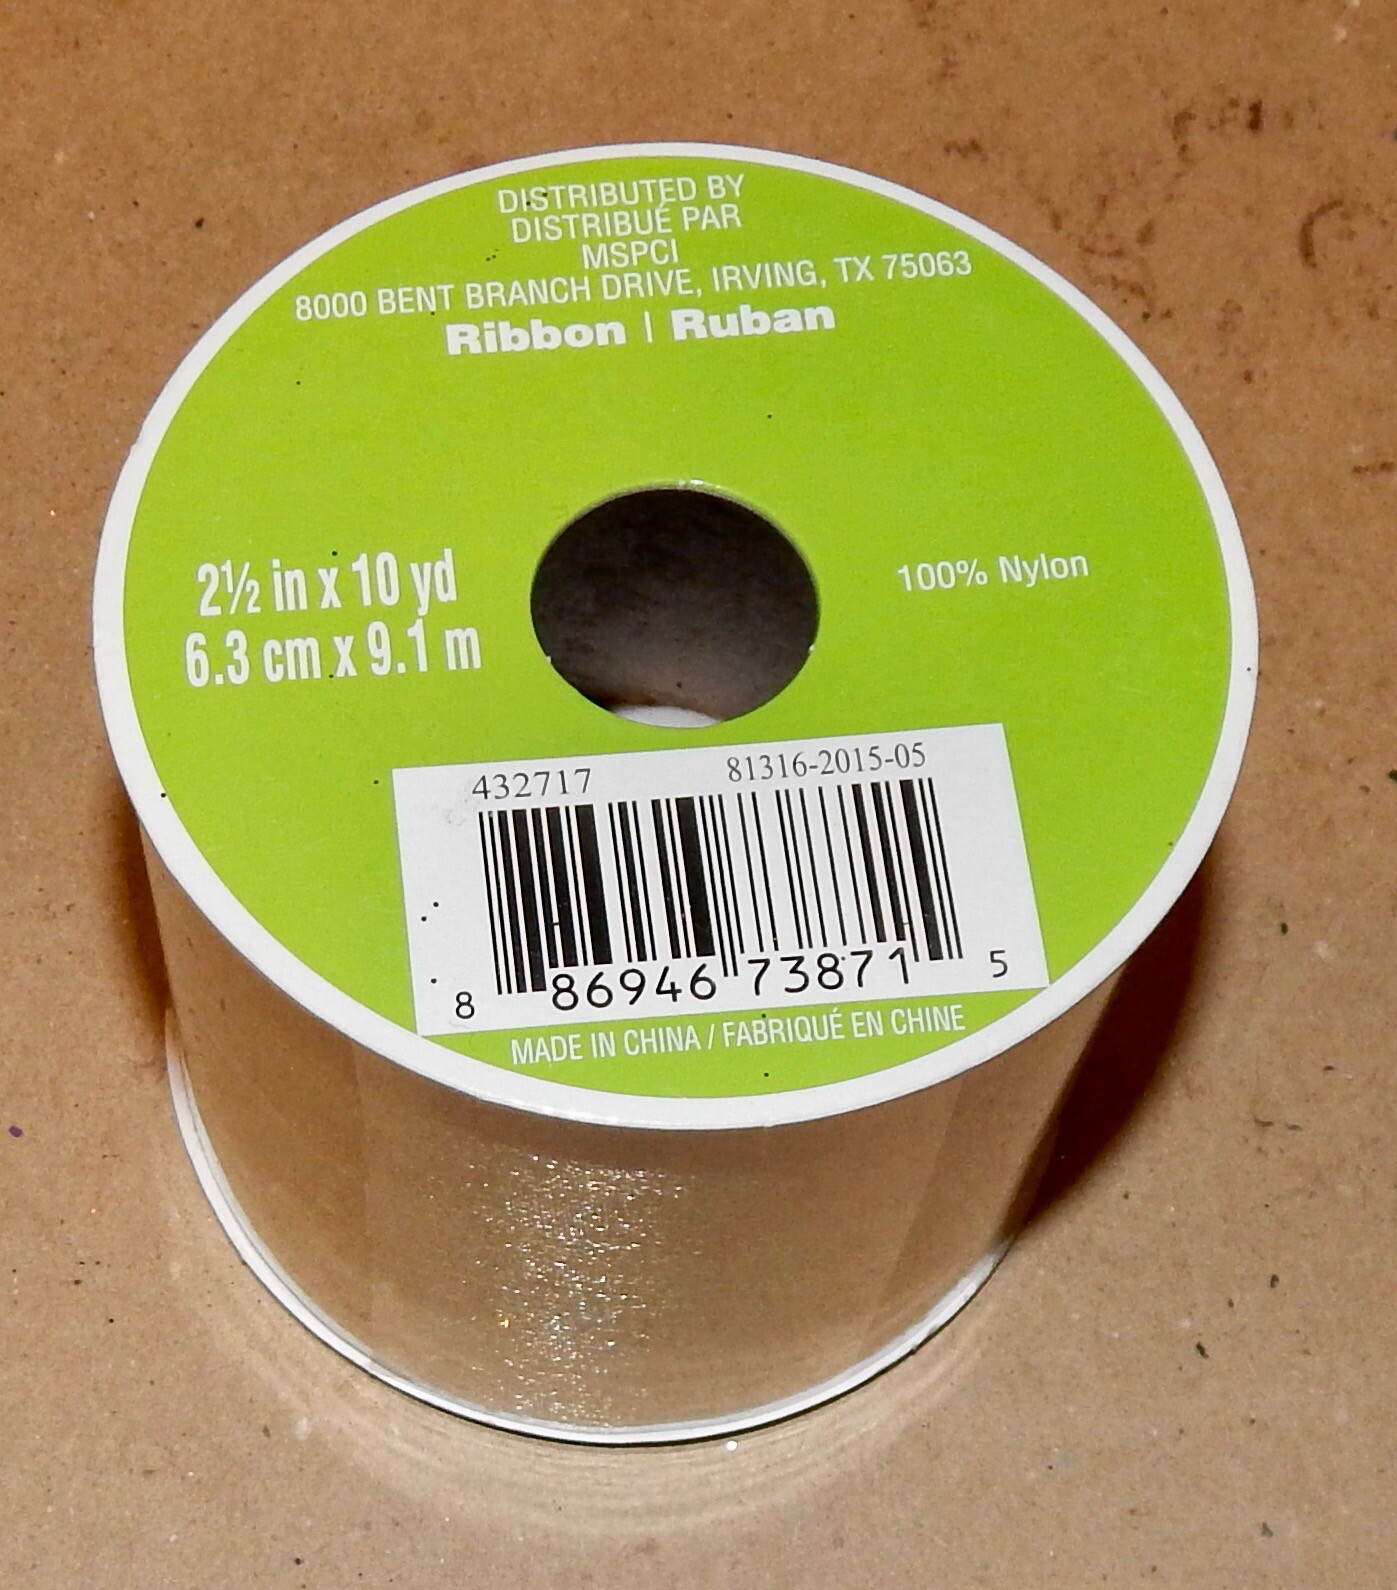 DISTRIBUTED BY
DISTRIBUÉ PAR
MSPCI
8000 BENT BRANCH DRIVE, IRVING, TX 75063
Ribbon | Ruban
2½ in x 10 yd
6.3 cm x 9.1 m
100% Nylon
432717 81316-2015-05
8 86946 73871 5
MADE IN CHINA / FABRIQUÉ EN CHINE